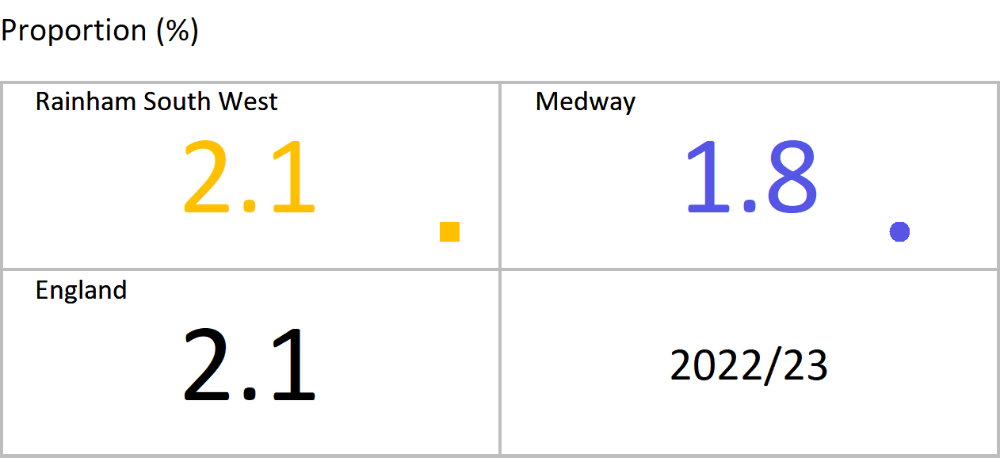 Proportion (%)
Rainham South West
2.1
Medway
1.8
England
2.1
2022/23